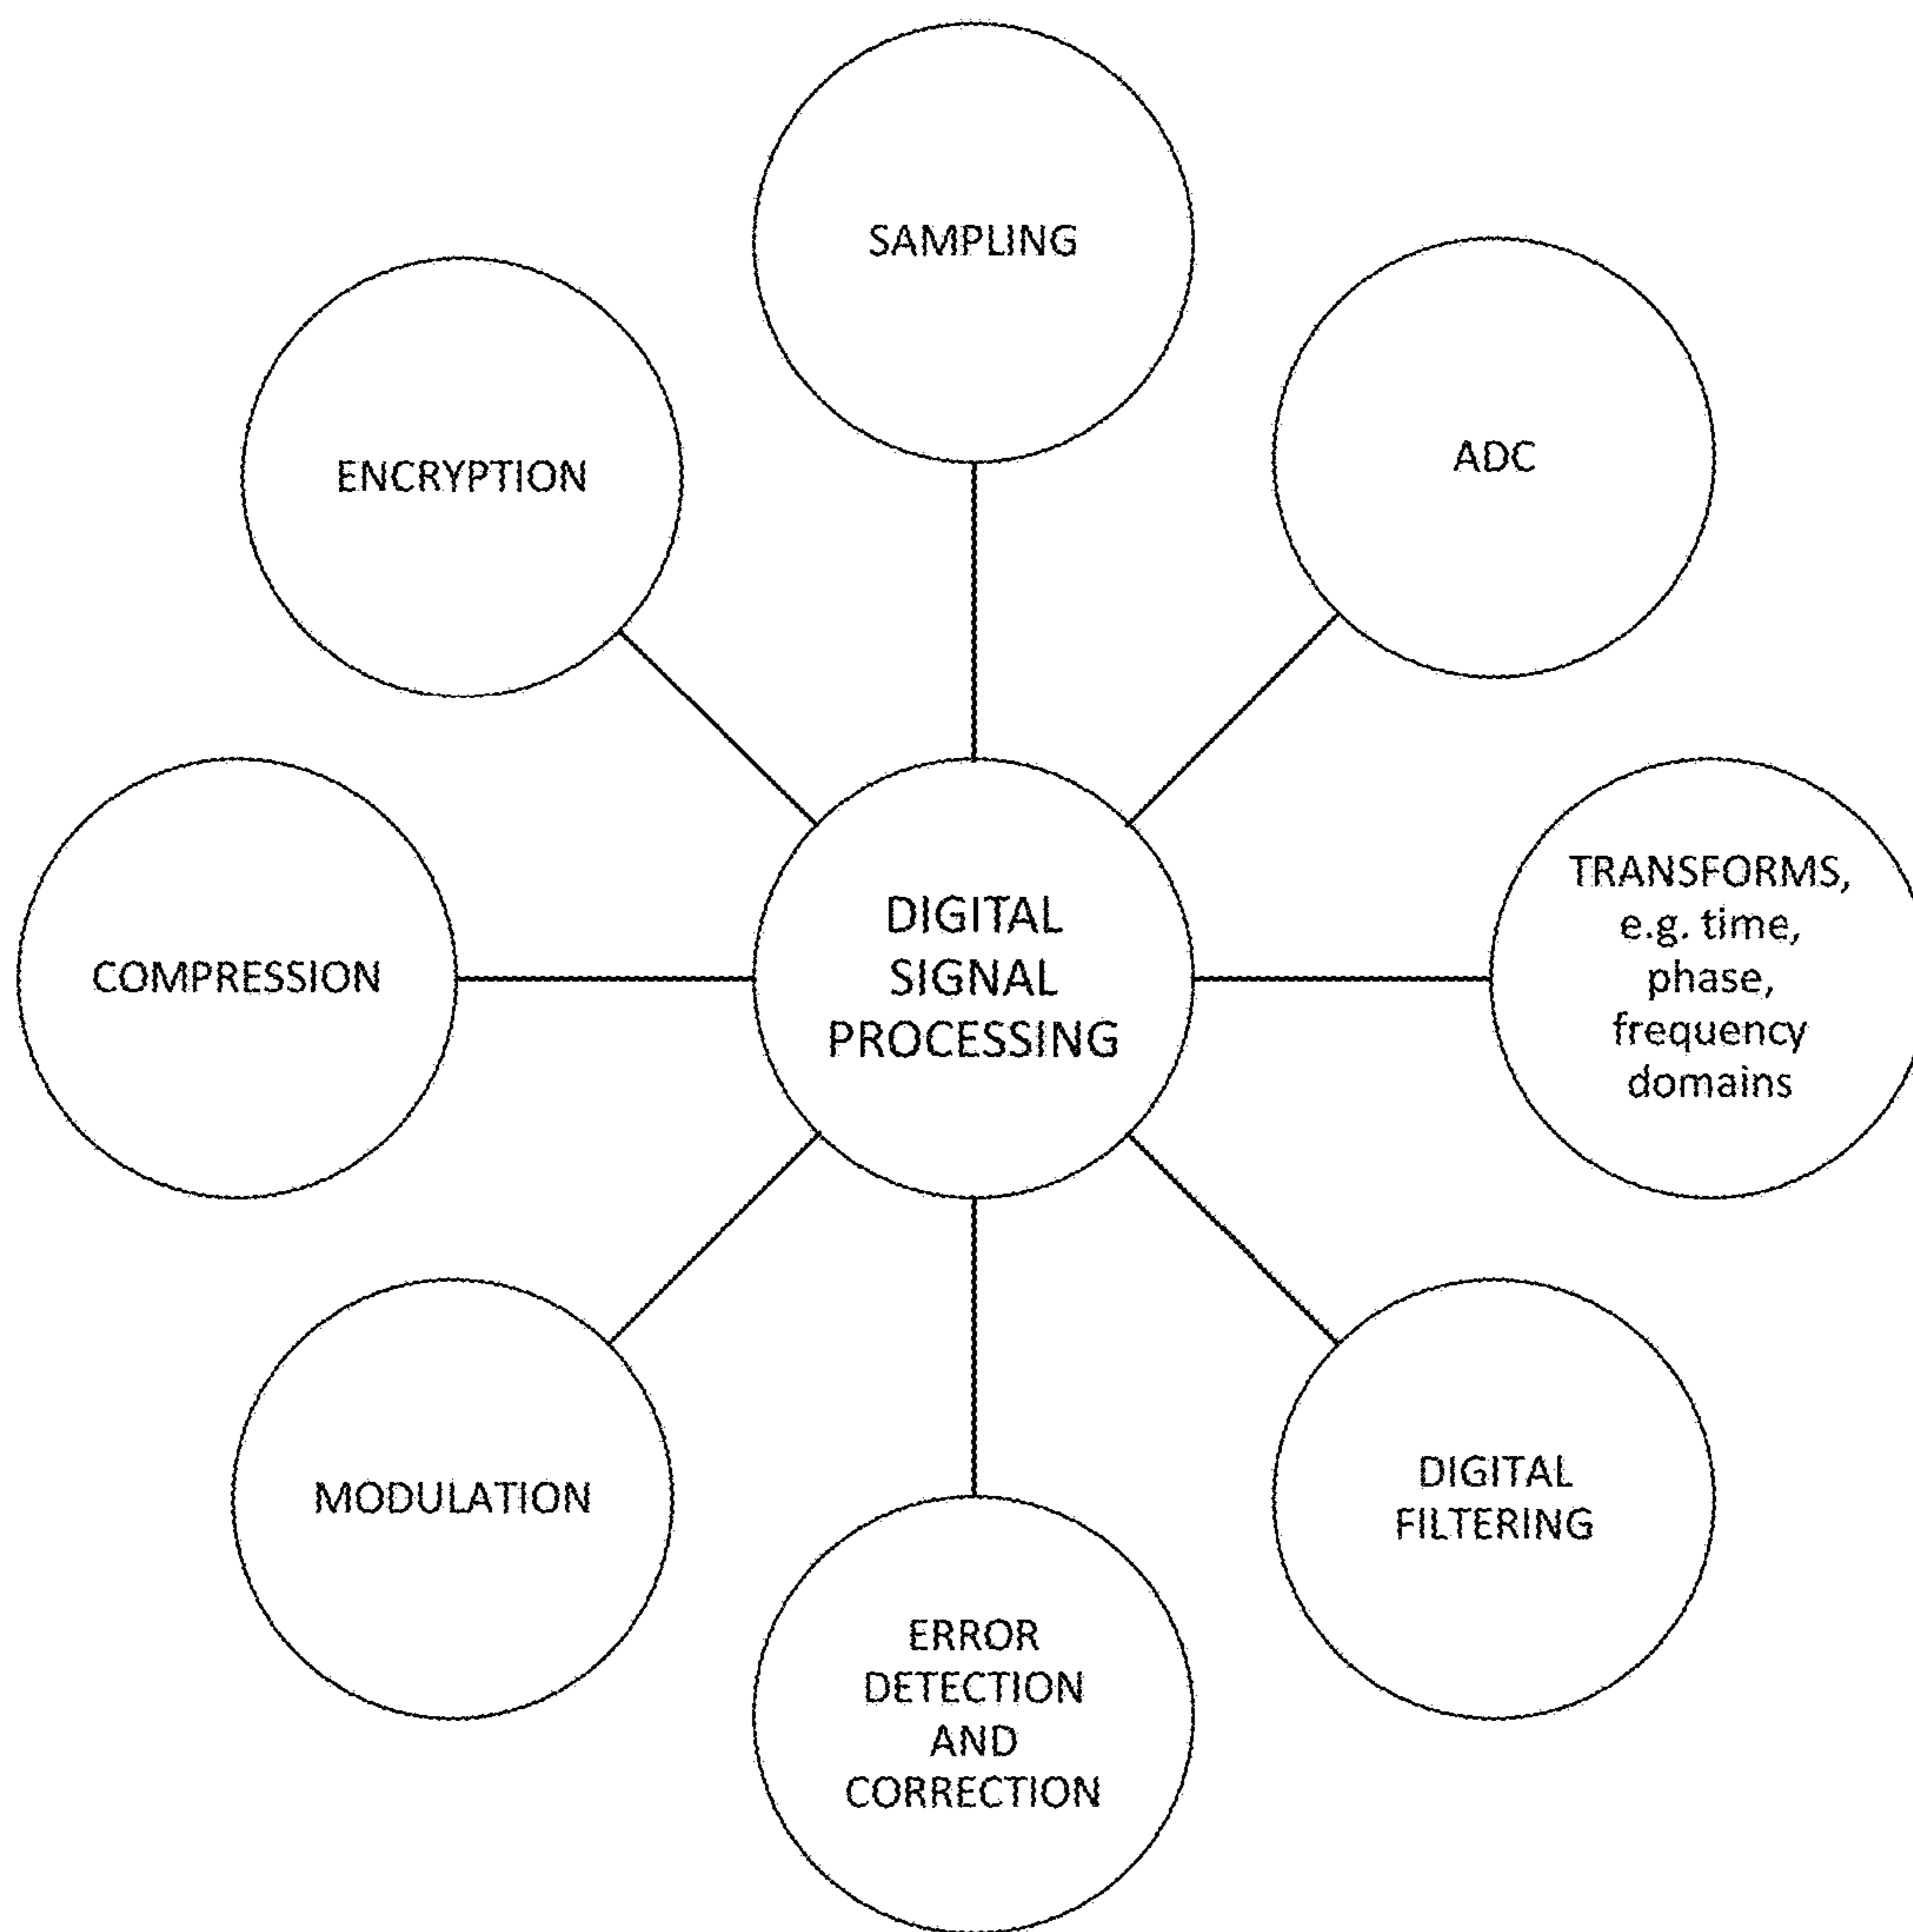 SAMPLING
ADC
ENCRYPTION
TRANSFORMS,
e.g. time,
phase,
frequency
domains
DIGITAL
SIGNAL
PROCESSING
COMPRESSION
DIGITAL
FILTERING
MODULATION
ERROR
DETECTION
AND
CORRECTION